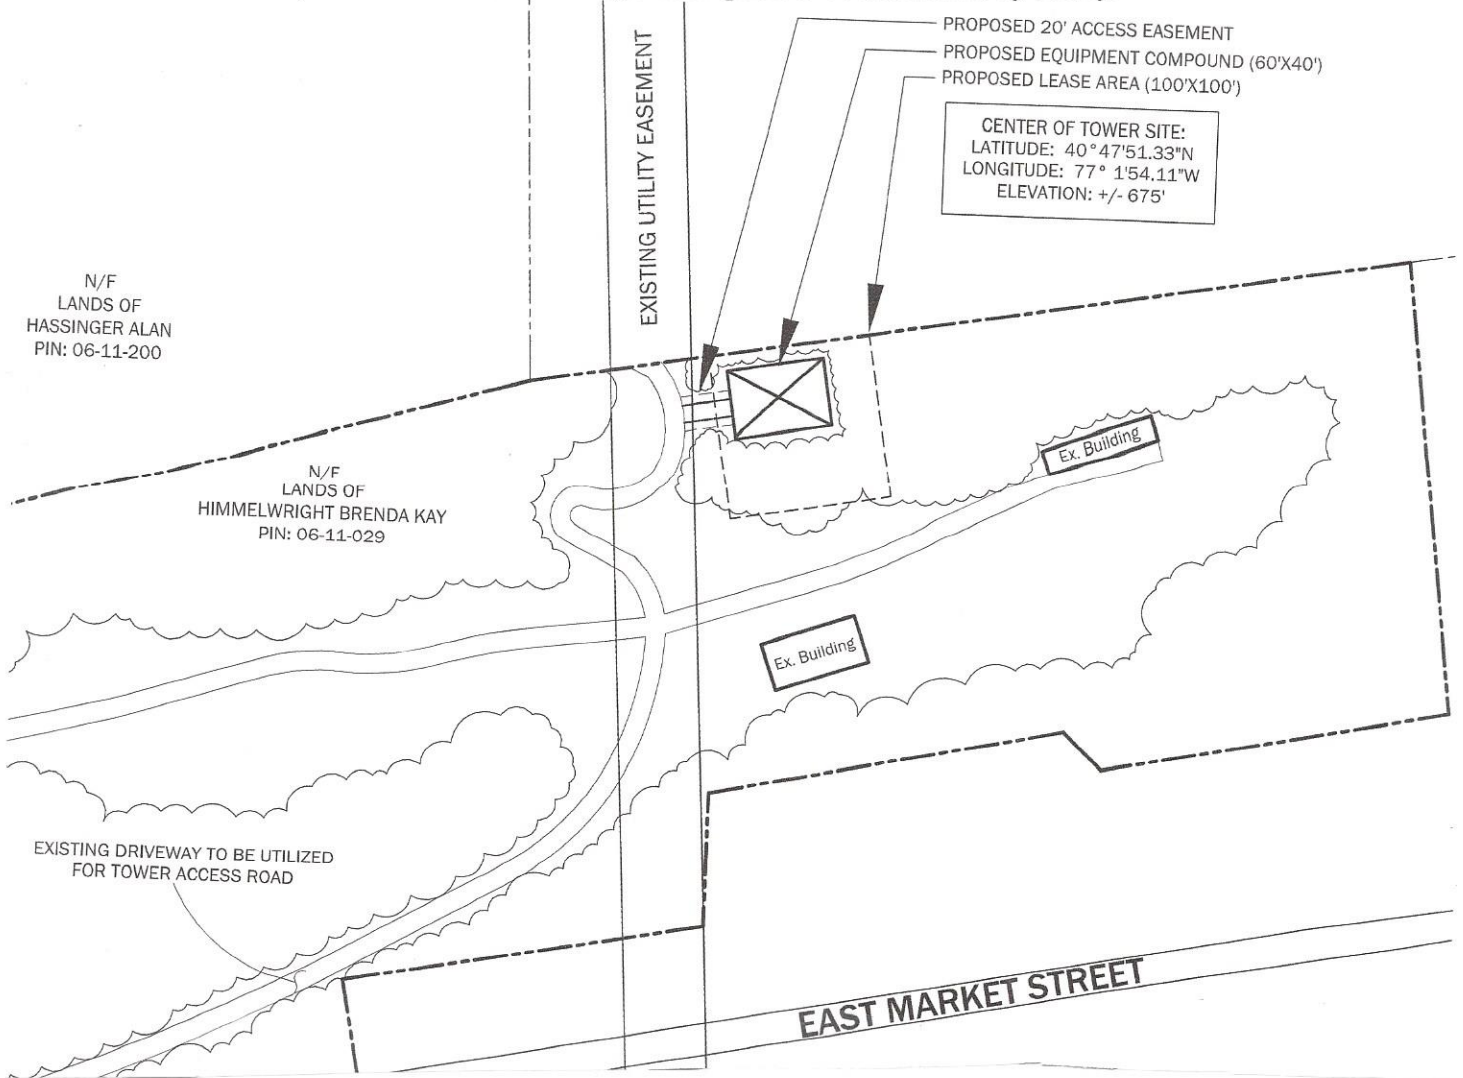 PROPOSED 20' ACCESS EASEMENT
PROPOSED EQUIPMENT COMPOUND (60'X40')
PROPOSED LEASE AREA (100'X100')
CENTER OF TOWER SITE:
LATITUDE: 40°47'51.33"N
LONGITUDE: 77° 1'54.11"W
ELEVATION: +/- 675'
EXISTING UTILITY EASEMENT
N/F
LANDS OF
HASSINGER ALAN
PIN: 06-11-200
N/F
LANDS OF
HIMMELWRIGHT BRENDA KAY
PIN: 06-11-029
Ex. Building
Ex. Building
EXISTING DRIVEWAY TO BE UTILIZED
FOR TOWER ACCESS ROAD
EAST MARKET STREET